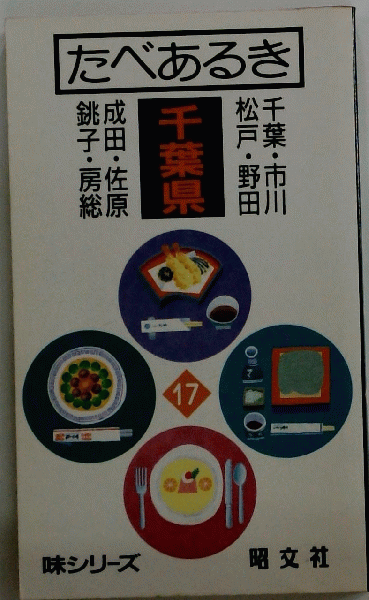 たべあるき
千葉県
千葉・市川
松戸・野田
成田・佐原
銚子・房総
17
味シリーズ
昭文社